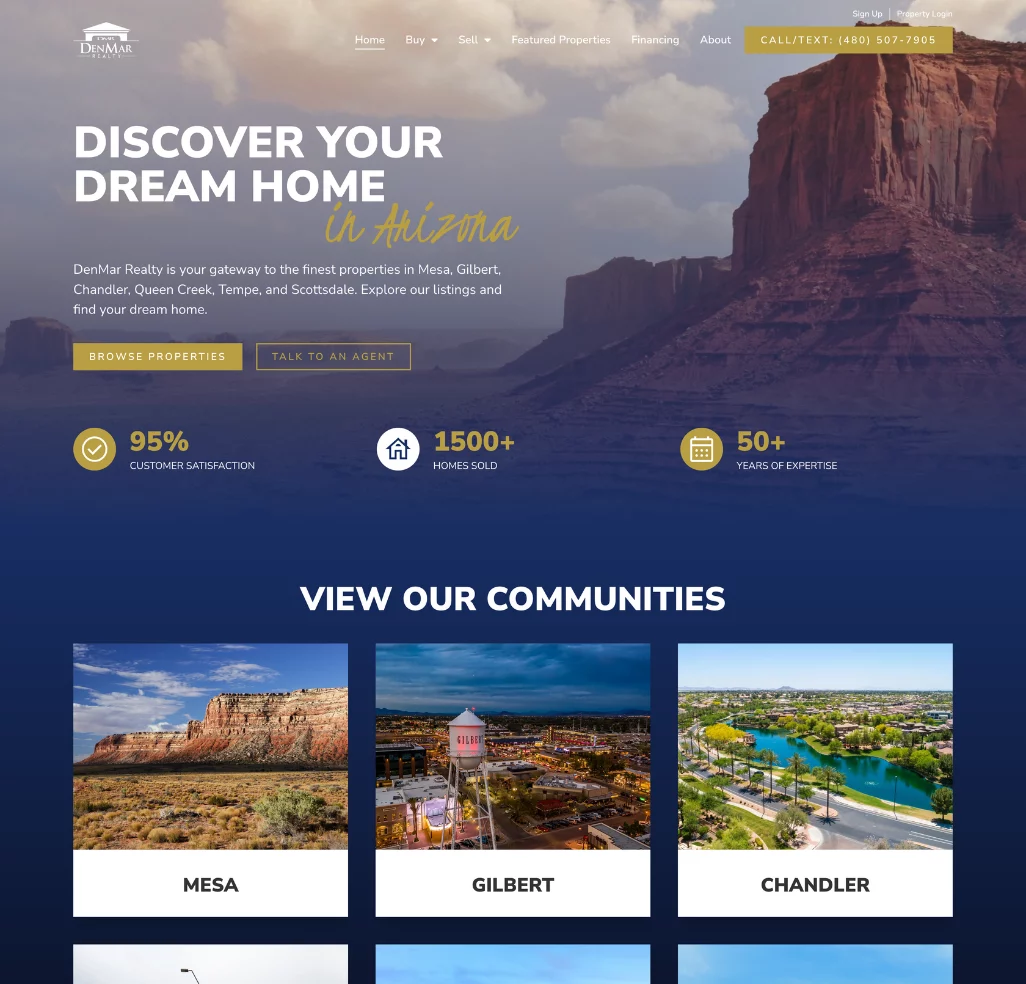 Sign Up
Property Login
DENMAR
REALTY
Home
Buy
Sell
Featured Properties
Financing
About
CALL/TEXT: (480) 507-7905
DISCOVER YOUR
DREAM HOME
in Arizona
DenMar Realty is your gateway to the finest properties in Mesa, Gilbert,
Chandler, Queen Creek, Tempe, and Scottsdale. Explore our listings and
find your dream home.
BROWSE PROPERTIES
TALK TO AN AGENT
95%
CUSTOMER SATISFACTION
1500+
HOMES SOLD
50+
YEARS OF EXPERTISE
VIEW OUR COMMUNITIES
MESA
GILBERT
CHANDLER